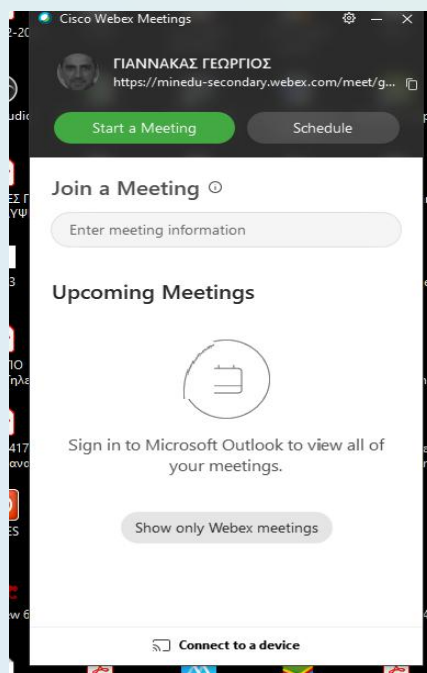 Cisco Webex Meetings
ΓΙΑΝΝΑΚΑΣ ΓΕΩΡΓΙΟΣ
https://minedu-secondary.webex.com/meet/g...
Start a Meeting
Schedule
Join a Meeting
Enter meeting information
Upcoming Meetings
Sign in to Microsoft Outlook to view all of
your meetings.
Show only Webex meetings
Connect to a device